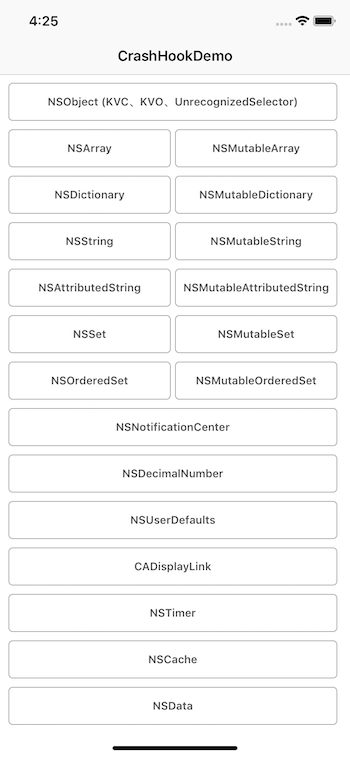 4:25
CrashHookDemo
NSObject (KVC、KVO、UnrecognizedSelector)
NSArray
NSMutableArray
NSDictionary
NSMutableDictionary
NSString
NSMutableString
NSAttributedString
NSMutableAttributedString
NSSet
NSMutableSet
NSOrderedSet
NSMutableOrderedSet
NSNotificationCenter
NSDecimalNumber
NSUserDefaults
CADisplayLink
NSTimer
NSCache
NSData